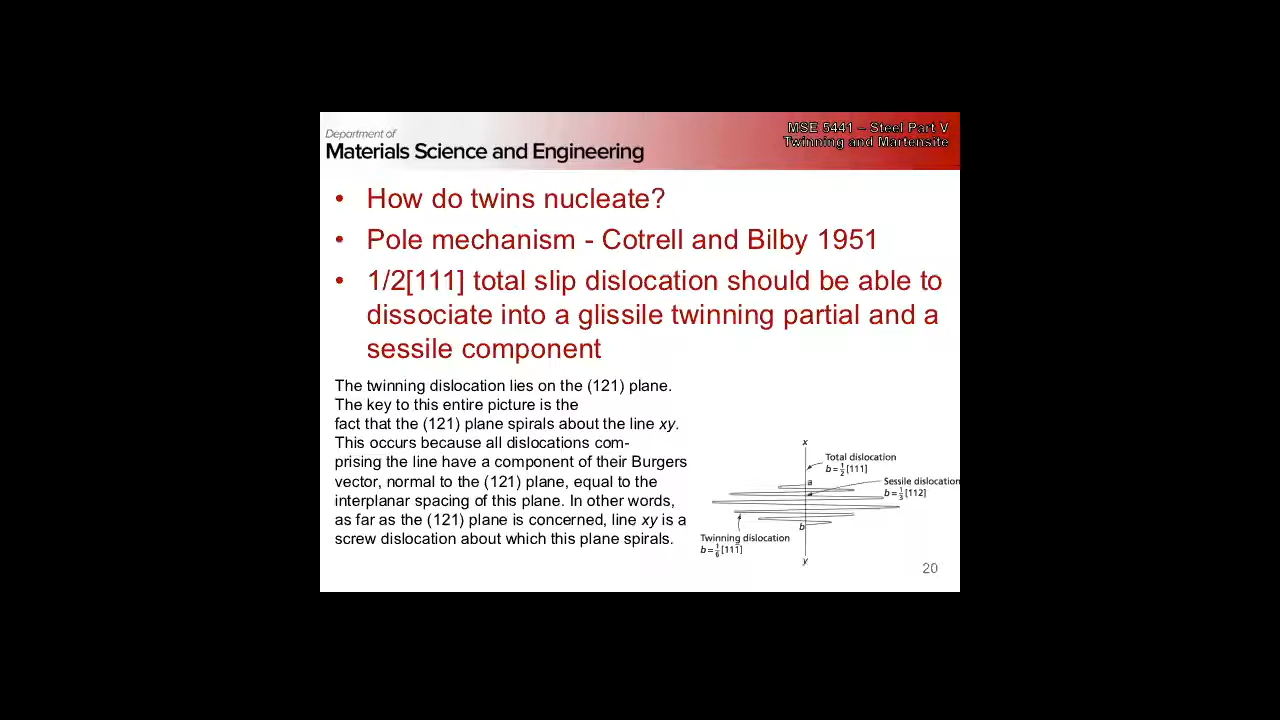 Department of
Materials Science and Engineering
MSE 5441 – Steel Part V
Twinning and Martensite
• How do twins nucleate?
• Pole mechanism - Cotrell and Bilby 1951
• 1/2[111] total slip dislocation should be able to
dissociate into a glissile twinning partial and a
sessile component
The twinning dislocation lies on the (121) plane.
The key to this entire picture is the
fact that the (121) plane spirals about the line xy.
This occurs because all dislocations com-
prising the line have a component of their Burgers
vector, normal to the (121) plane, equal to the
interplanar spacing of this plane. In other words,
as far as the (121) plane is concerned, line xy is a
screw dislocation about which this plane spirals.
x
Total dislocation
b = 1/2 [111]
a
Sessile dislocation
b = 1/3 [112]
b
Twinning dislocation
b = 1/6 [111̄]
y
20